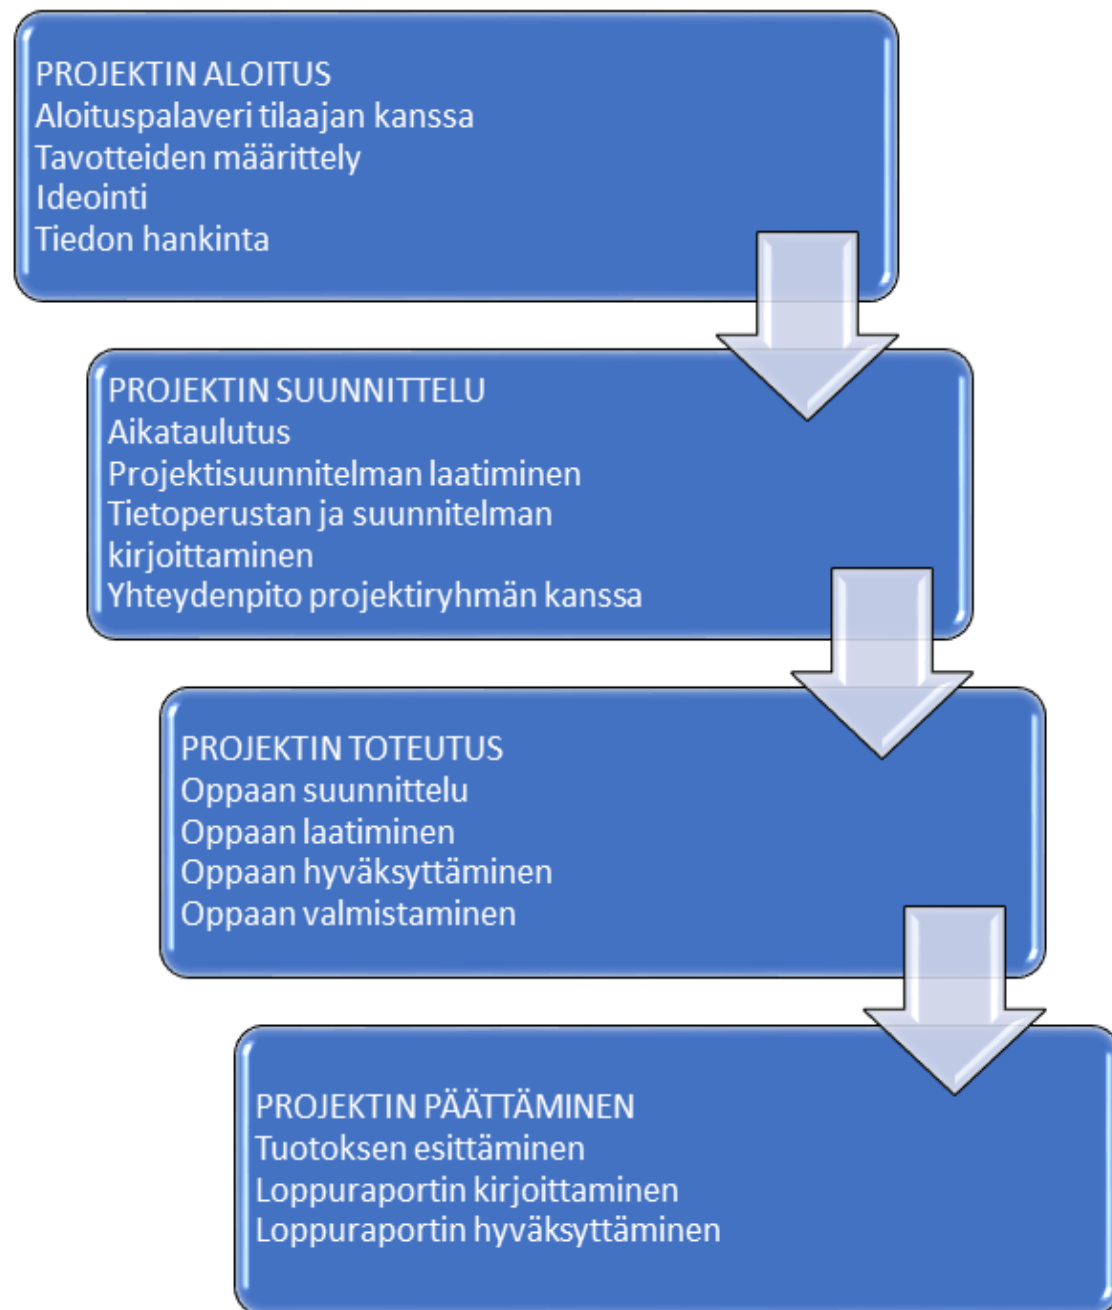 PROJEKTIN ALOITUS
Aloituspalaveri tilaajan kanssa
Tavotteiden määrittely
Ideointi
Tiedon hankinta
PROJEKTIN SUUNNITTELU
Aikataulutus
Projektisuunnitelman laatiminen
Tietoperustan ja suunnitelman
kirjoittaminen
Yhteydenpito projektiryhmän kanssa
PROJEKTIN TOTEUTUS
Oppaan suunnittelu
Oppaan laatiminen
Oppaan hyväksyttäminen
Oppaan valmistaminen
PROJEKTIN PÄÄTTÄMINEN
Tuotoksen esittäminen
Loppuraportin kirjoittaminen
Loppuraportin hyväksyttäminen